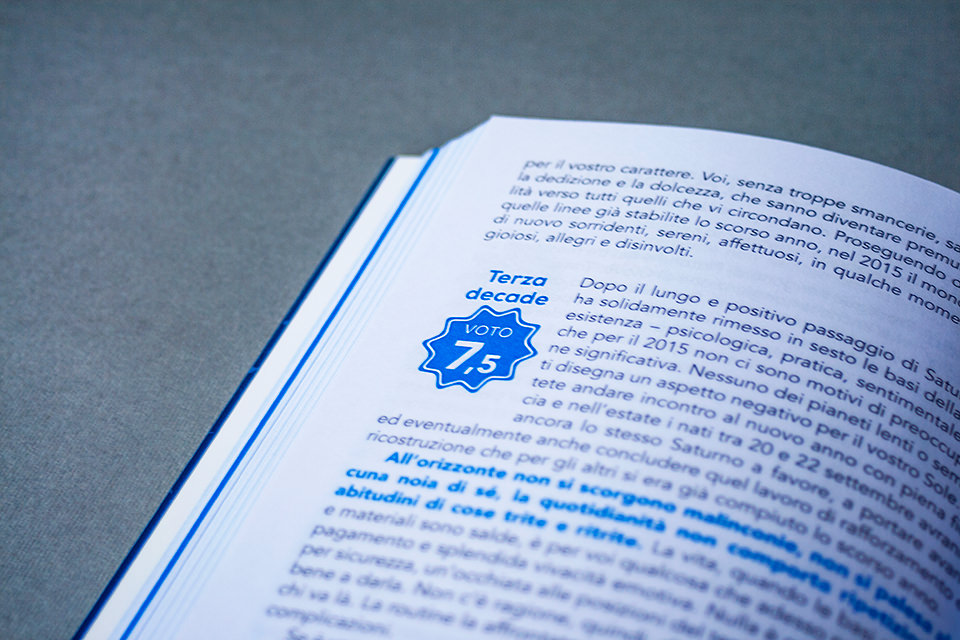 per il vostro carattere. Voi, senza troppe smancerie, sa
la dedizione e la dolcezza, che sanno diventare premu
lità verso tutti quelli che vi circondano. Proseguendo
quelle linee già stabilite lo scorso anno, nel 2015 il mon
di nuovo sorridenti, sereni, affettuosi, in qualche mome
gioiosi, allegri e disinvolti.
Terza
decade
VOTO
7,5
Dopo il lungo e positivo passaggio di Satu
ha solidamente rimesso in sesto le basi della
esistenza – psicologica, pratica, sentimentale
che per il 2015 non ci sono motivi di preoccup
ne significativa. Nessuno dei pianeti lenti o sem
ti disegna un aspetto negativo per il vostro Sole
tete andare incontro al nuovo anno con piena f
cia e nell'estate i nati tra 20 e 22 settembre avran
ancora lo stesso Saturno a favore, a portare
ed eventualmente anche concludere quel lavoro di rafforzamento
ricostruzione che per gli altri si era già compiuto lo scorso anno.
All'orizzonte non si scorgono malinconie, non si palesa
cuna noia di sé, la quotidianità non comporta
abitudini di cose trite e ritrite. La vita, quando le basi
e materiali sono salde, è per voi qualcosa che adesso
pagamento e splendida vivacità emotiva. Nulla
per sicurezza, un'occhiata alle posizioni dei
bene a darla. Non c'è ragione, quindi
chi va là. La routine la affronta
complicazioni.